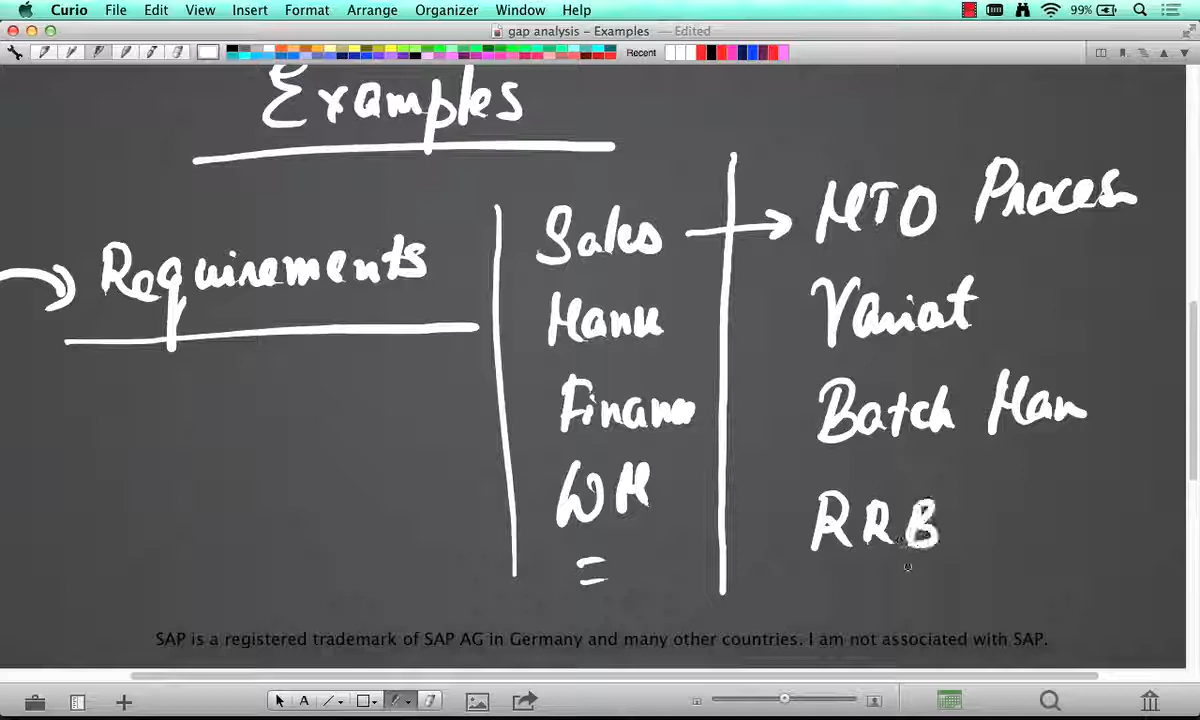 Curio File Edit View Insert Format Arrange Organizer Window Help 99%
gap analysis – Examples — Edited
Recent
Examples
Requirements
Sales → MTO Process
Manu
Variat
Finance
Batch Man
WM
RRB
SAP is a registered trademark of SAP AG in Germany and many other countries. I am not associated with SAP.
A